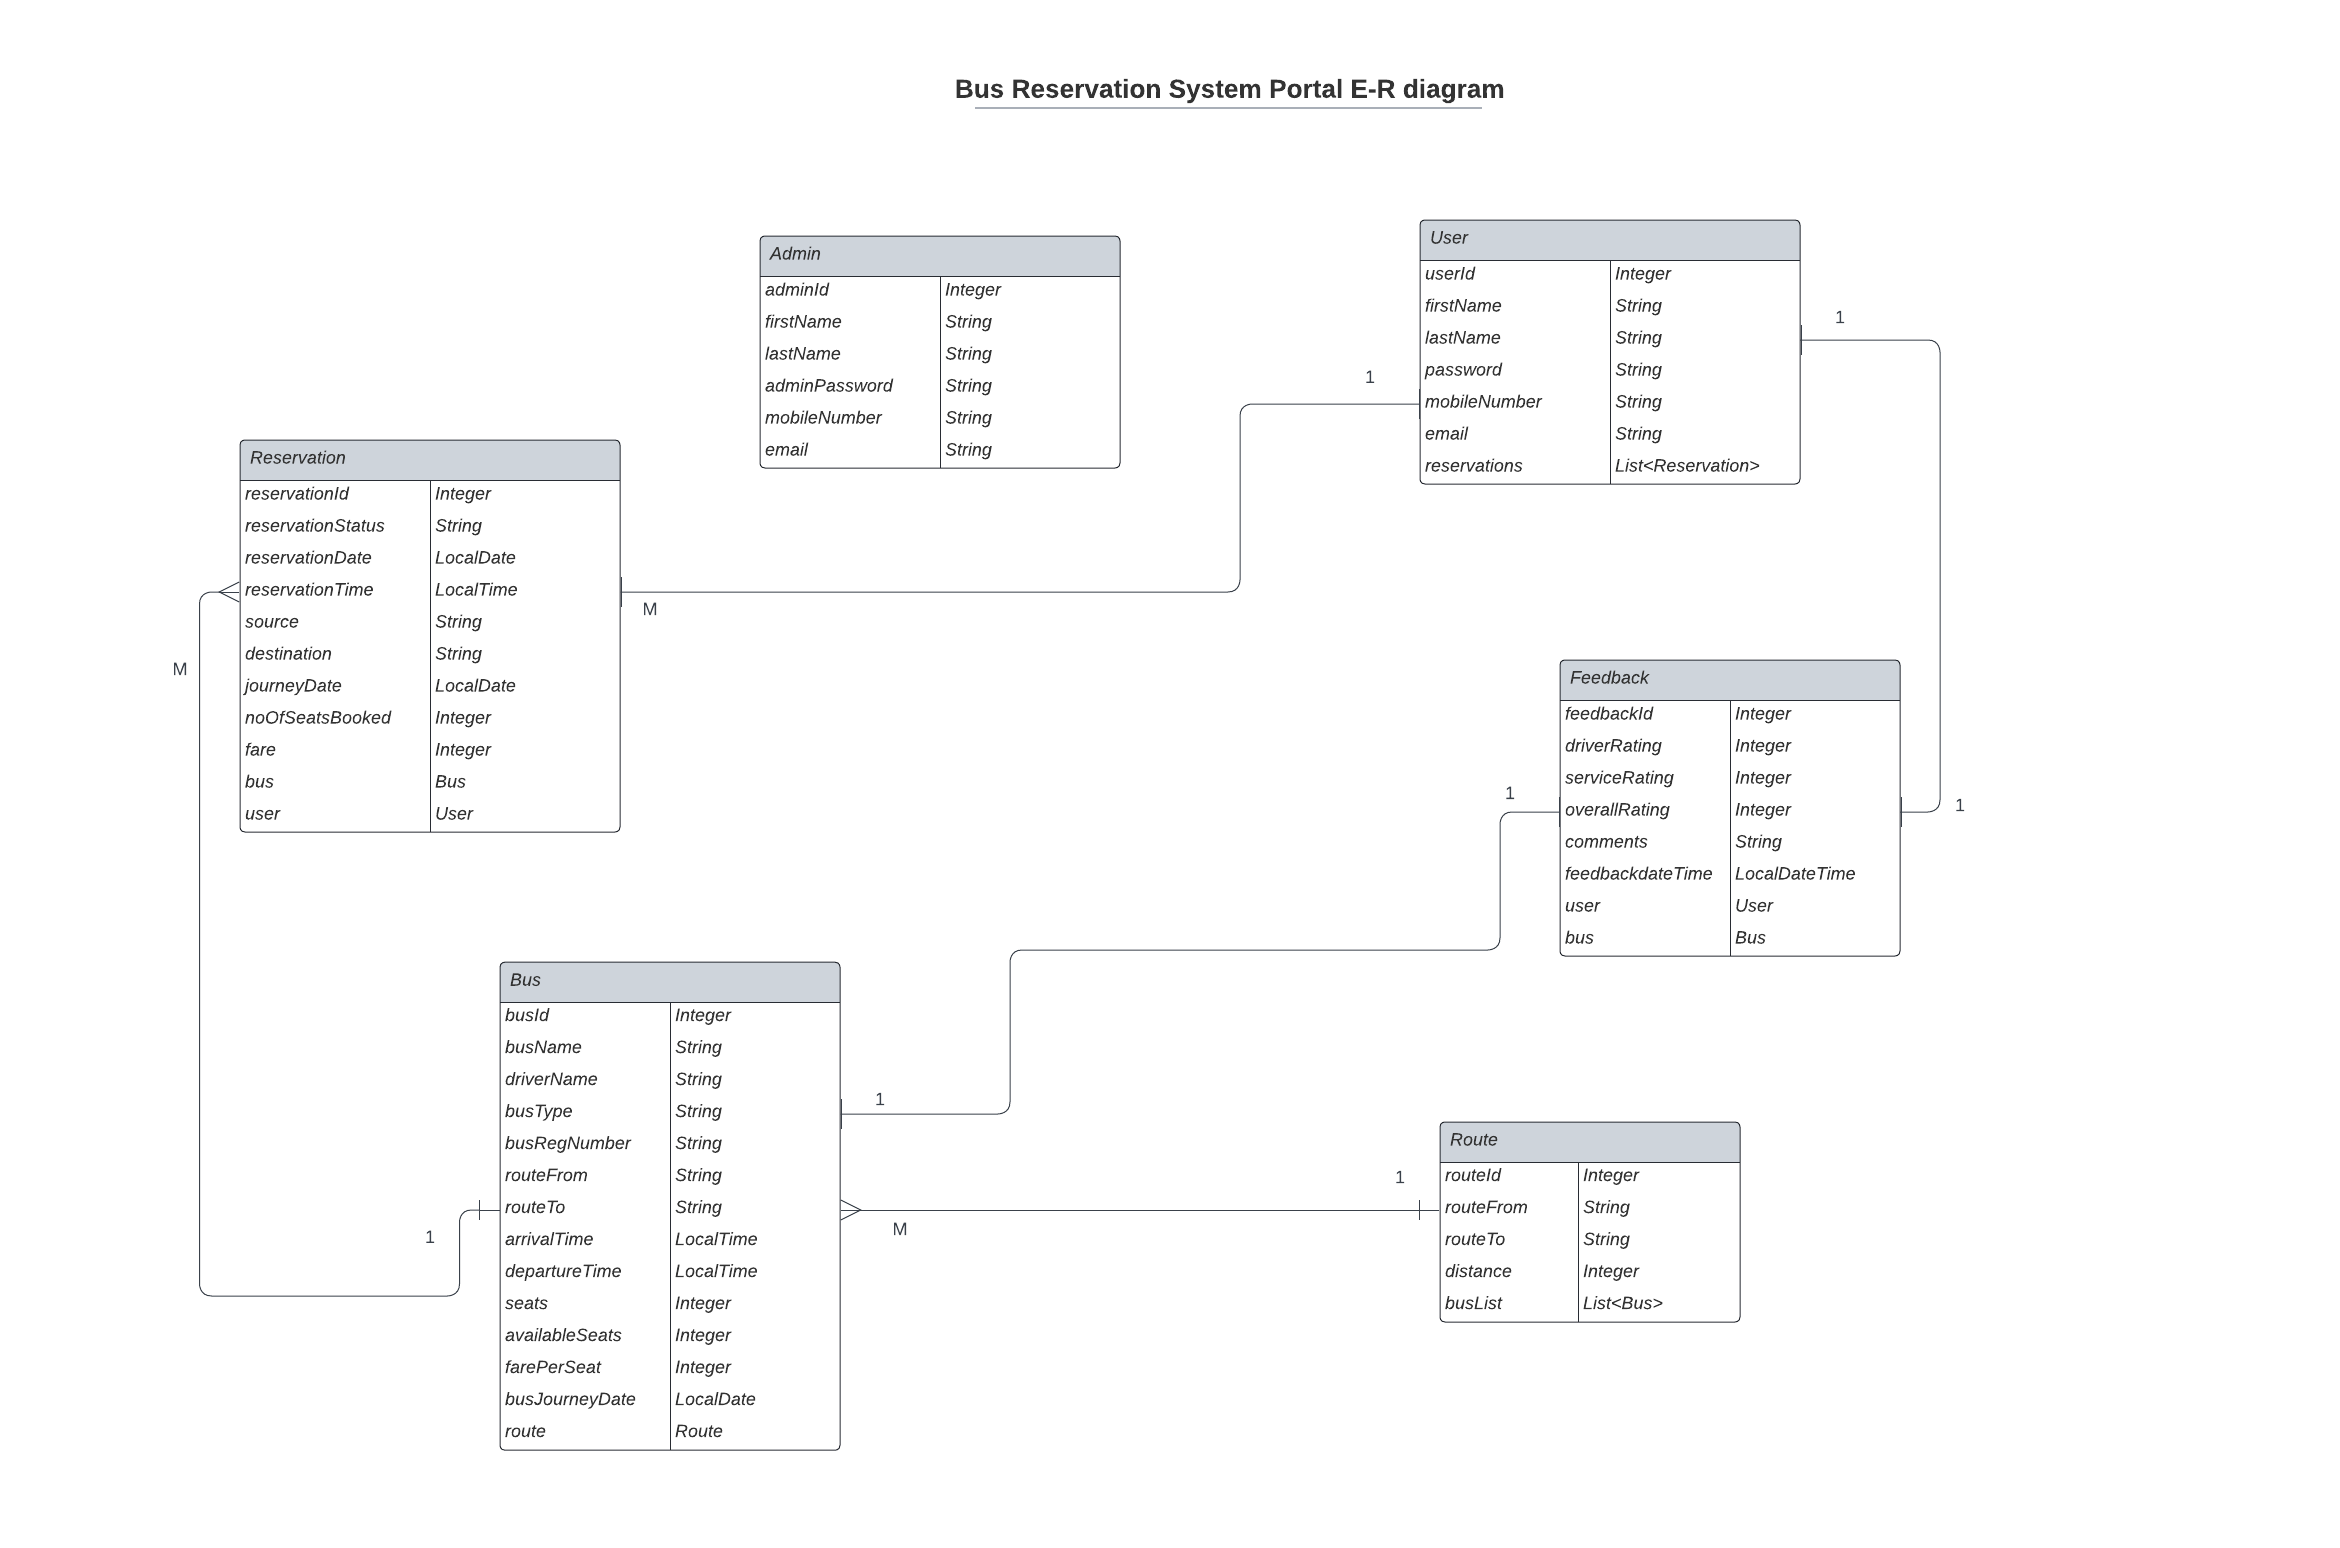 Bus Reservation System Portal E-R diagram
Admin
adminId Integer
firstName String
lastName String
adminPassword String
mobileNumber String
email String
User
userId Integer
firstName String
lastName String
password String
mobileNumber String
email String
reservations List<Reservation>
1
1
Reservation
reservationId Integer
reservationStatus String
reservationDate LocalDate
reservationTime LocalTime
source String
destination String
journeyDate LocalDate
noOfSeatsBooked Integer
fare Integer
bus Bus
user User
M
M
Feedback
feedbackId Integer
driverRating Integer
serviceRating Integer
overallRating Integer
comments String
feedbackdateTime LocalDateTime
user User
bus Bus
1
1
Bus
busId Integer
busName String
driverName String
busType String
busRegNumber String
routeFrom String
routeTo String
arrivalTime LocalTime
departureTime LocalTime
seats Integer
availableSeats Integer
farePerSeat Integer
busJourneyDate LocalDate
route Route
1
1
M
1
Route
routeId Integer
routeFrom String
routeTo String
distance Integer
busList List<Bus>